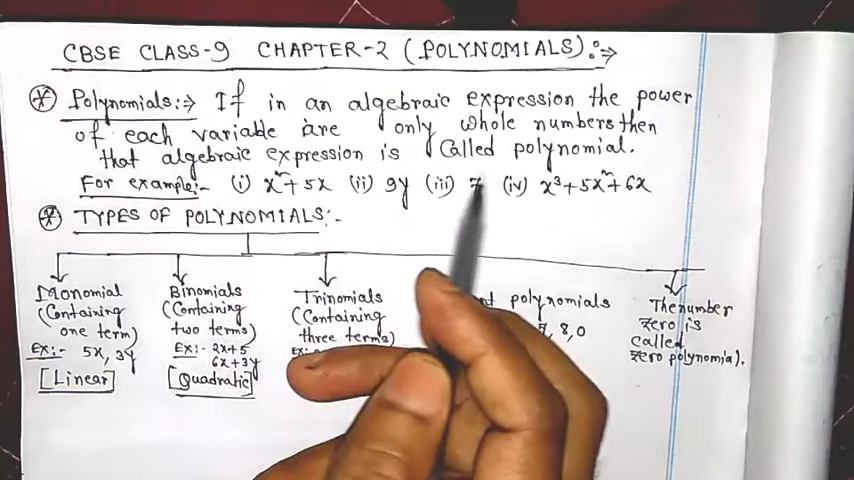 CBSE CLASS-9 CHAPTER-2 (POLYNOMIALS):→
* Polynomials:→ If in an algebraic expression the power
of each variable are only whole numbers then
that algebraic expression is called polynomial.
For example:- (i) x²+5x (ii) 9y (iii) 7 (iv) x³+5x²+6x
* TYPES OF POLYNOMIALS:-
Monomial
(Containing
one term)
Ex:- 5x, 3y
[Linear]
Binomials
(Containing
two terms)
Ex:- 2x+5
6x+3y
[Quadratic]
Trinomials
(Containing
three terms)
polynomials
7, 8, 0
The number
zero is
called
zero polynomial).